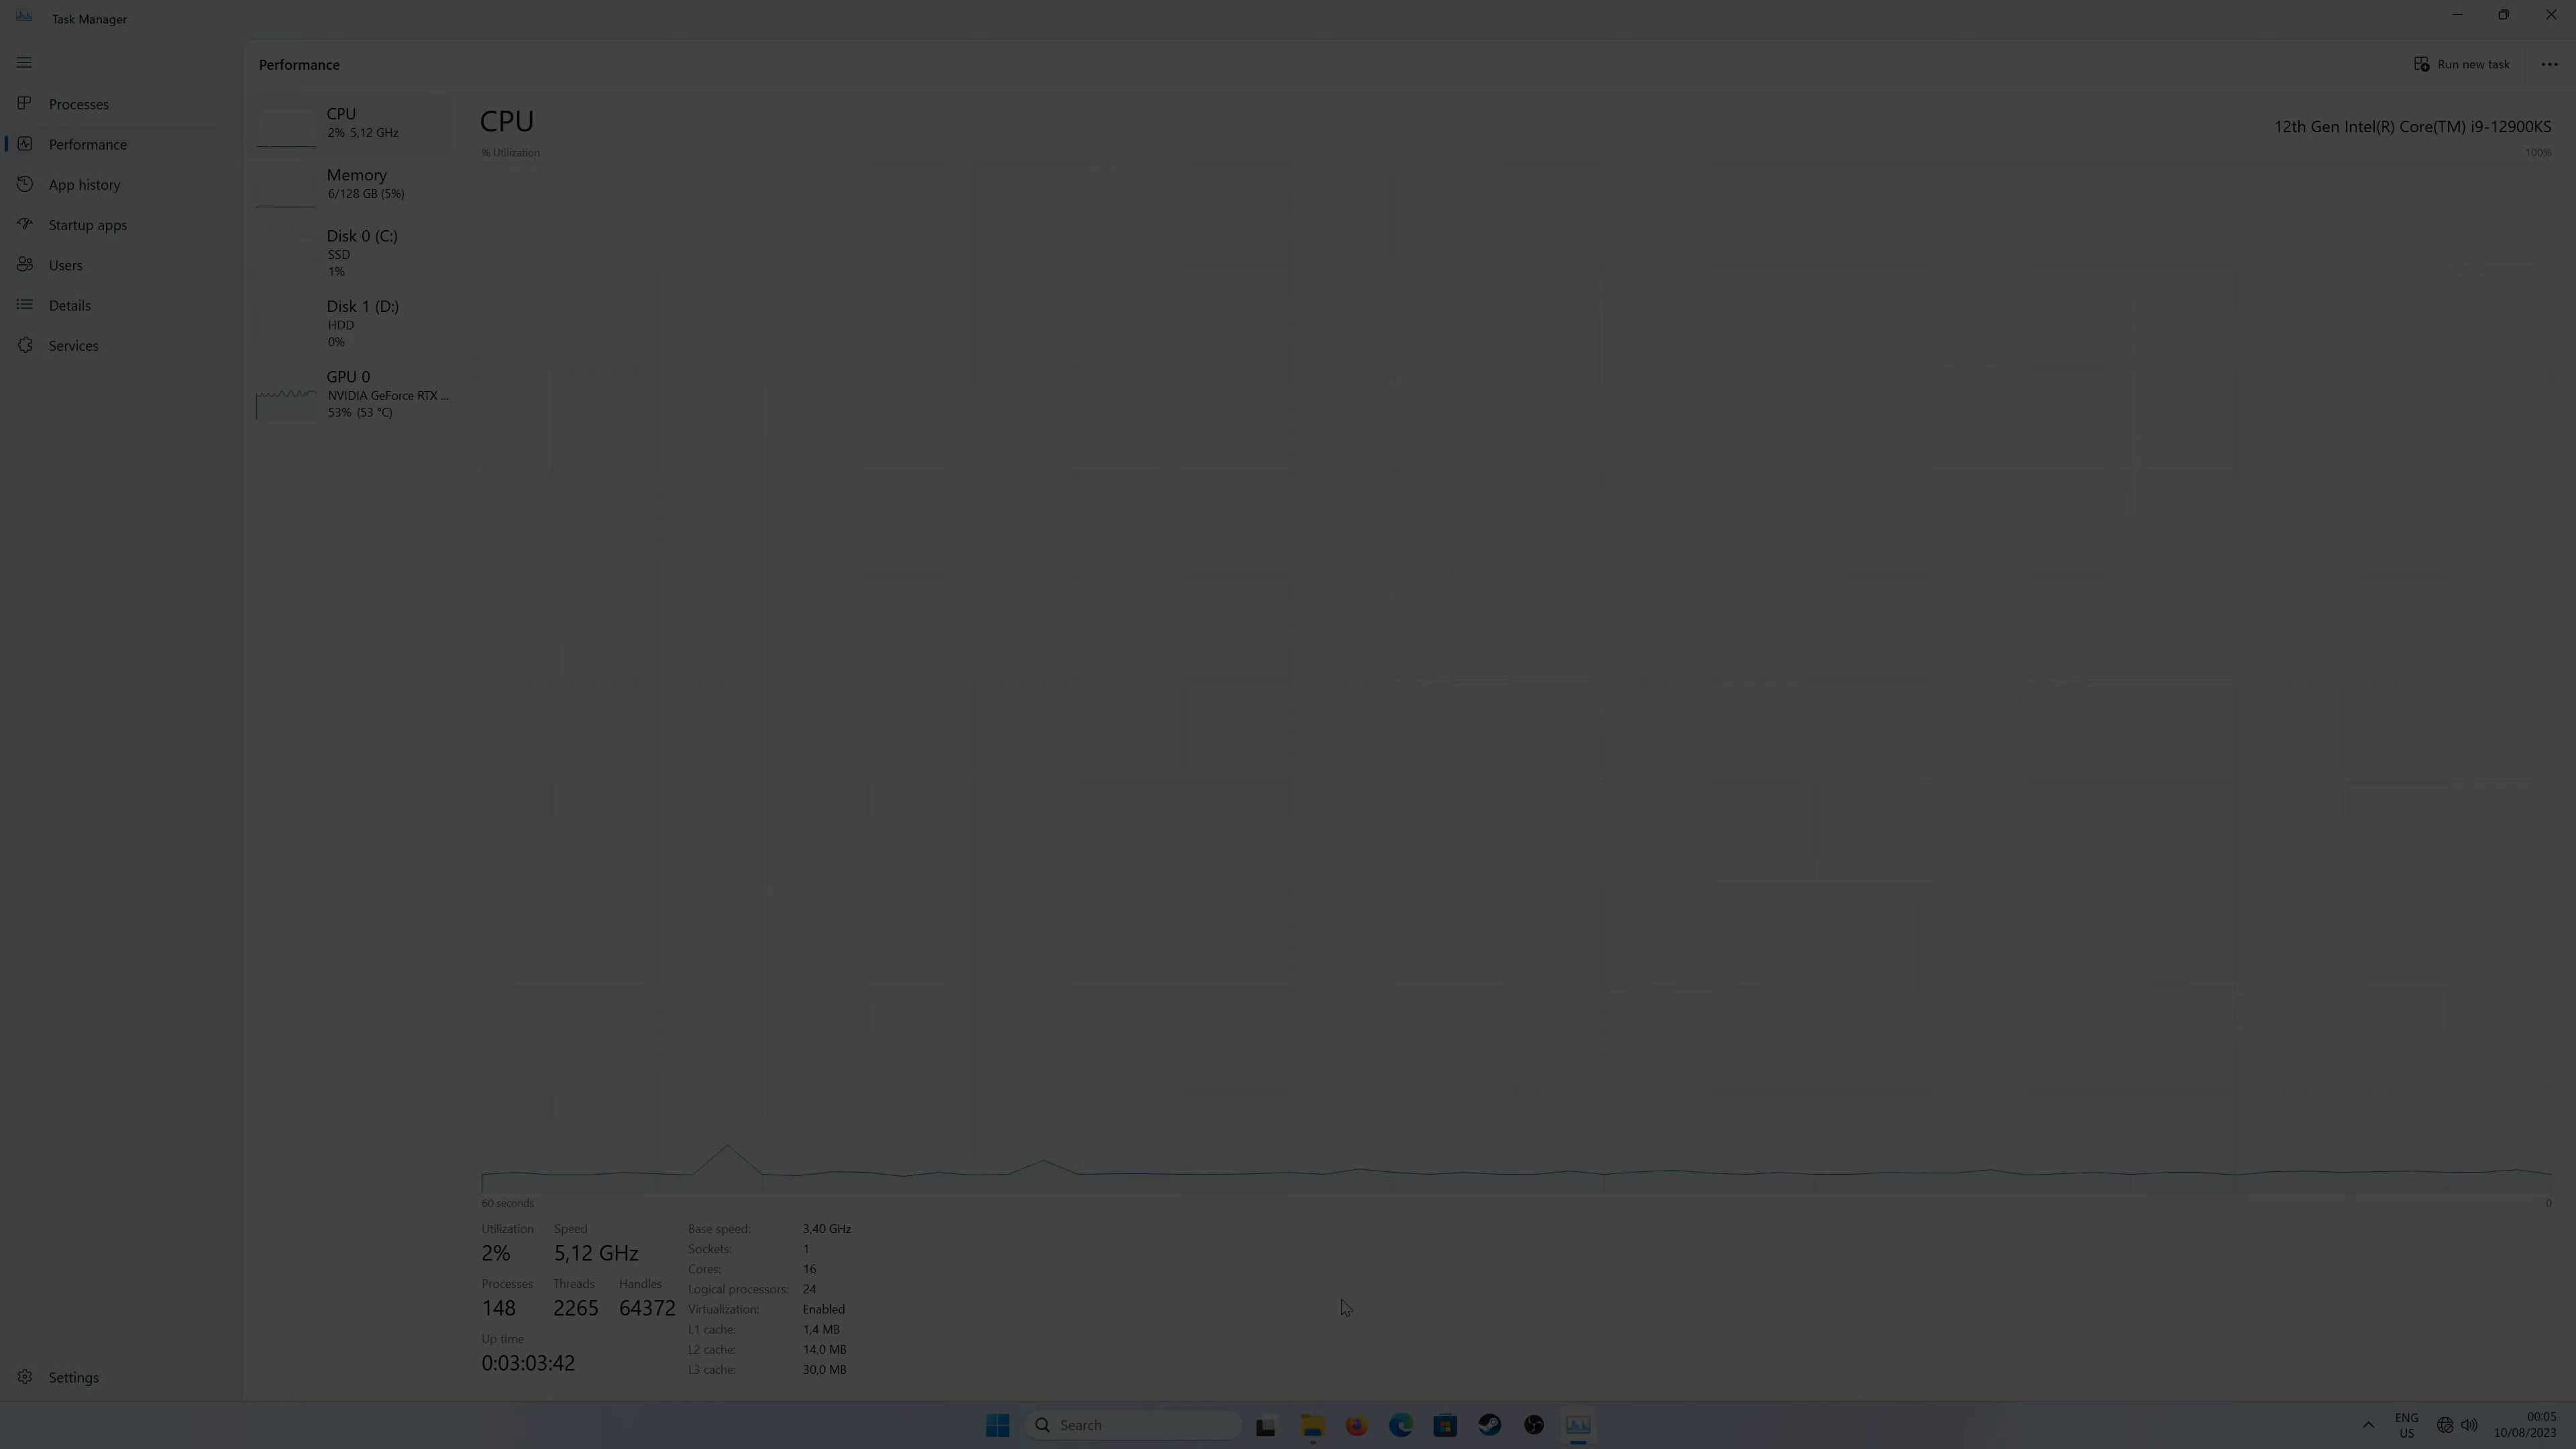 Task Manager
Performance
Run new task
Processes
Performance
App history
Startup apps
Users
Details
Services
Settings
CPU
2% 5,12 GHz
Memory
6/128 GB (5%)
Disk 0 (C:)
SSD
1%
Disk 1 (D:)
HDD
0%
GPU 0
NVIDIA GeForce RTX ...
53% (53 °C)
CPU
12th Gen Intel(R) Core(TM) i9-12900KS
% Utilization
100%
60 seconds
0
Utilization Speed
2% 5,12 GHz
Processes Threads Handles
148 2265 64372
Up time
0:03:03:42
Base speed: 3,40 GHz
Sockets: 1
Cores: 16
Logical processors: 24
Virtualization: Enabled
L1 cache: 1,4 MB
L2 cache: 14,0 MB
L3 cache: 30,0 MB
Search
ENG
US
00:05
10/08/2023